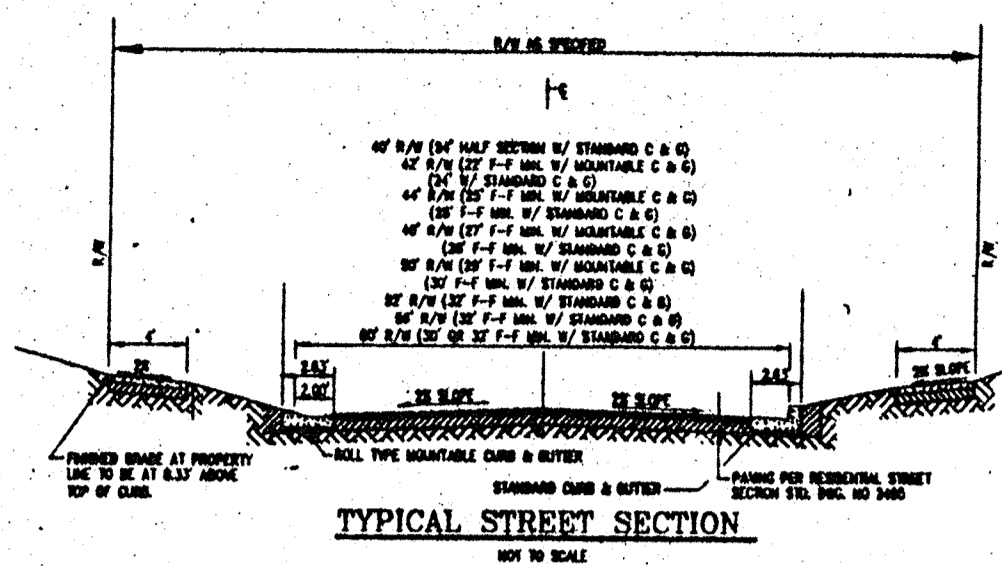 R/W AS SPECIFIED
℄
40' R/W (24' HALF SECTION W/ STANDARD C & G)
42' R/W (22' F-F MIN. W/ MOUNTABLE C & G)
(24' W/ STANDARD C & G)
44' R/W (25' F-F MIN. W/ MOUNTABLE C & G)
F-F MIN. W/ STANDARD C & G)
R/W (27' F-F MIN. W/ MOUNTABLE C & G)
F-F MIN. W/ STANDARD C & G)
50' R/W (29' F-F MIN. W/ MOUNTABLE C & G)
(30' F-F MIN. W/ STANDARD C & G)
52' R/W (32' F-F MIN. W/ STANDARD C & G)
56' R/W (32' F-F MIN. W/ STANDARD C & G)
60' R/W (30' OR 32' F-F MIN. W/ STANDARD C & G)
R/W
R/W
4'
4'
2%
2.63'
2.00'
2% SLOPE
2% SLOPE
2.63'
2% SLOPE
FINISHED GRADE AT PROPERTY
LINE TO BE AT 0.33' ABOVE
TOP OF CURB.
ROLL TYPE MOUNTABLE CURB & GUTTER
STANDARD CURB & GUTTER
PAVING PER RESIDENTIAL STREET
SECTION STD. DWG. NO
TYPICAL STREET SECTION
NOT TO SCALE